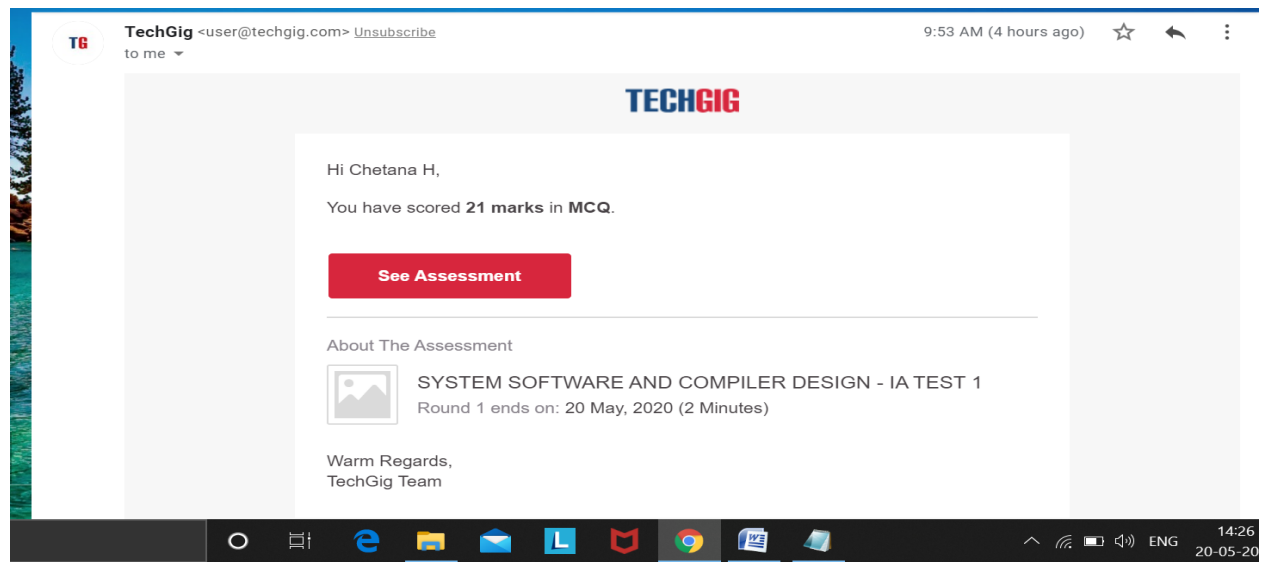 TG
TechGig <user@techgig.com> Unsubscribe
9:53 AM (4 hours ago)
to me
TECHGIG
Hi Chetana H,
You have scored 21 marks in MCQ.
See Assessment
About The Assessment
SYSTEM SOFTWARE AND COMPILER DESIGN - IA TEST 1
Round 1 ends on: 20 May, 2020 (2 Minutes)
Warm Regards,
TechGig Team
L
W
ENG
14:26
20-05-20